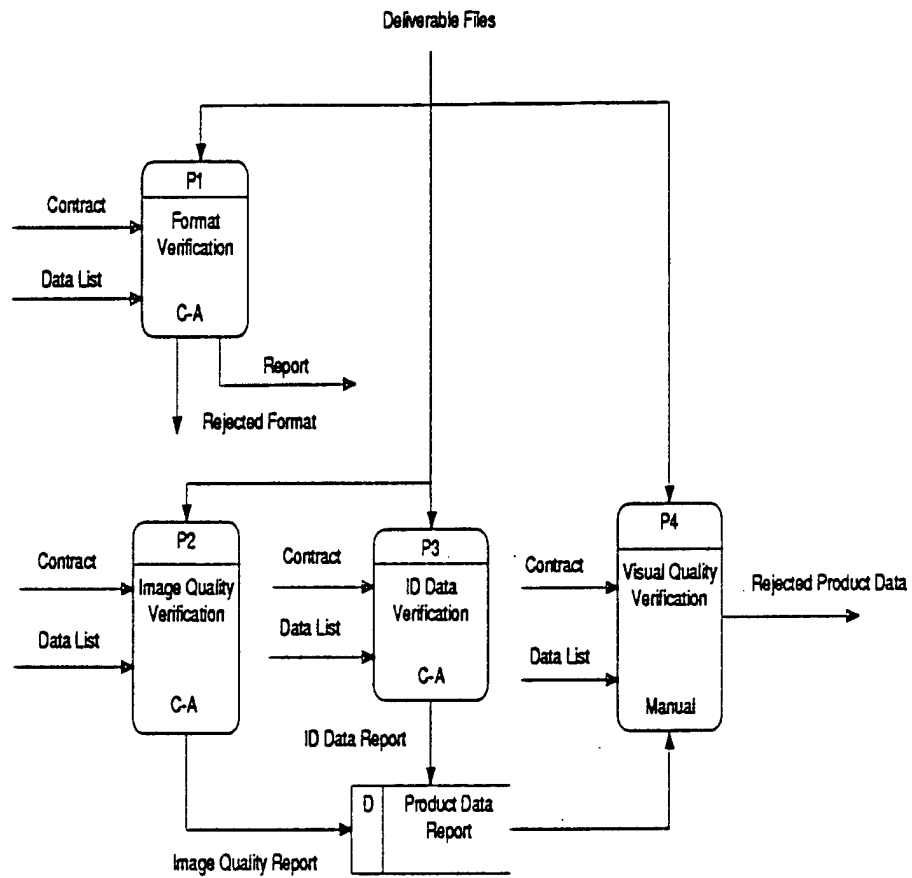 Deliverable Files
P1
Contract
Format
Verification
Data List
C-A
Report
Rejected Format
P2
Contract
Image Quality
Verification
Data List
C-A
P3
Contract
ID Data
Verification
Data List
C-A
P4
Contract
Visual Quality
Verification
Rejected Product Data
Data List
Manual
ID Data Report
D
Product Data
Report
Image Quality Report